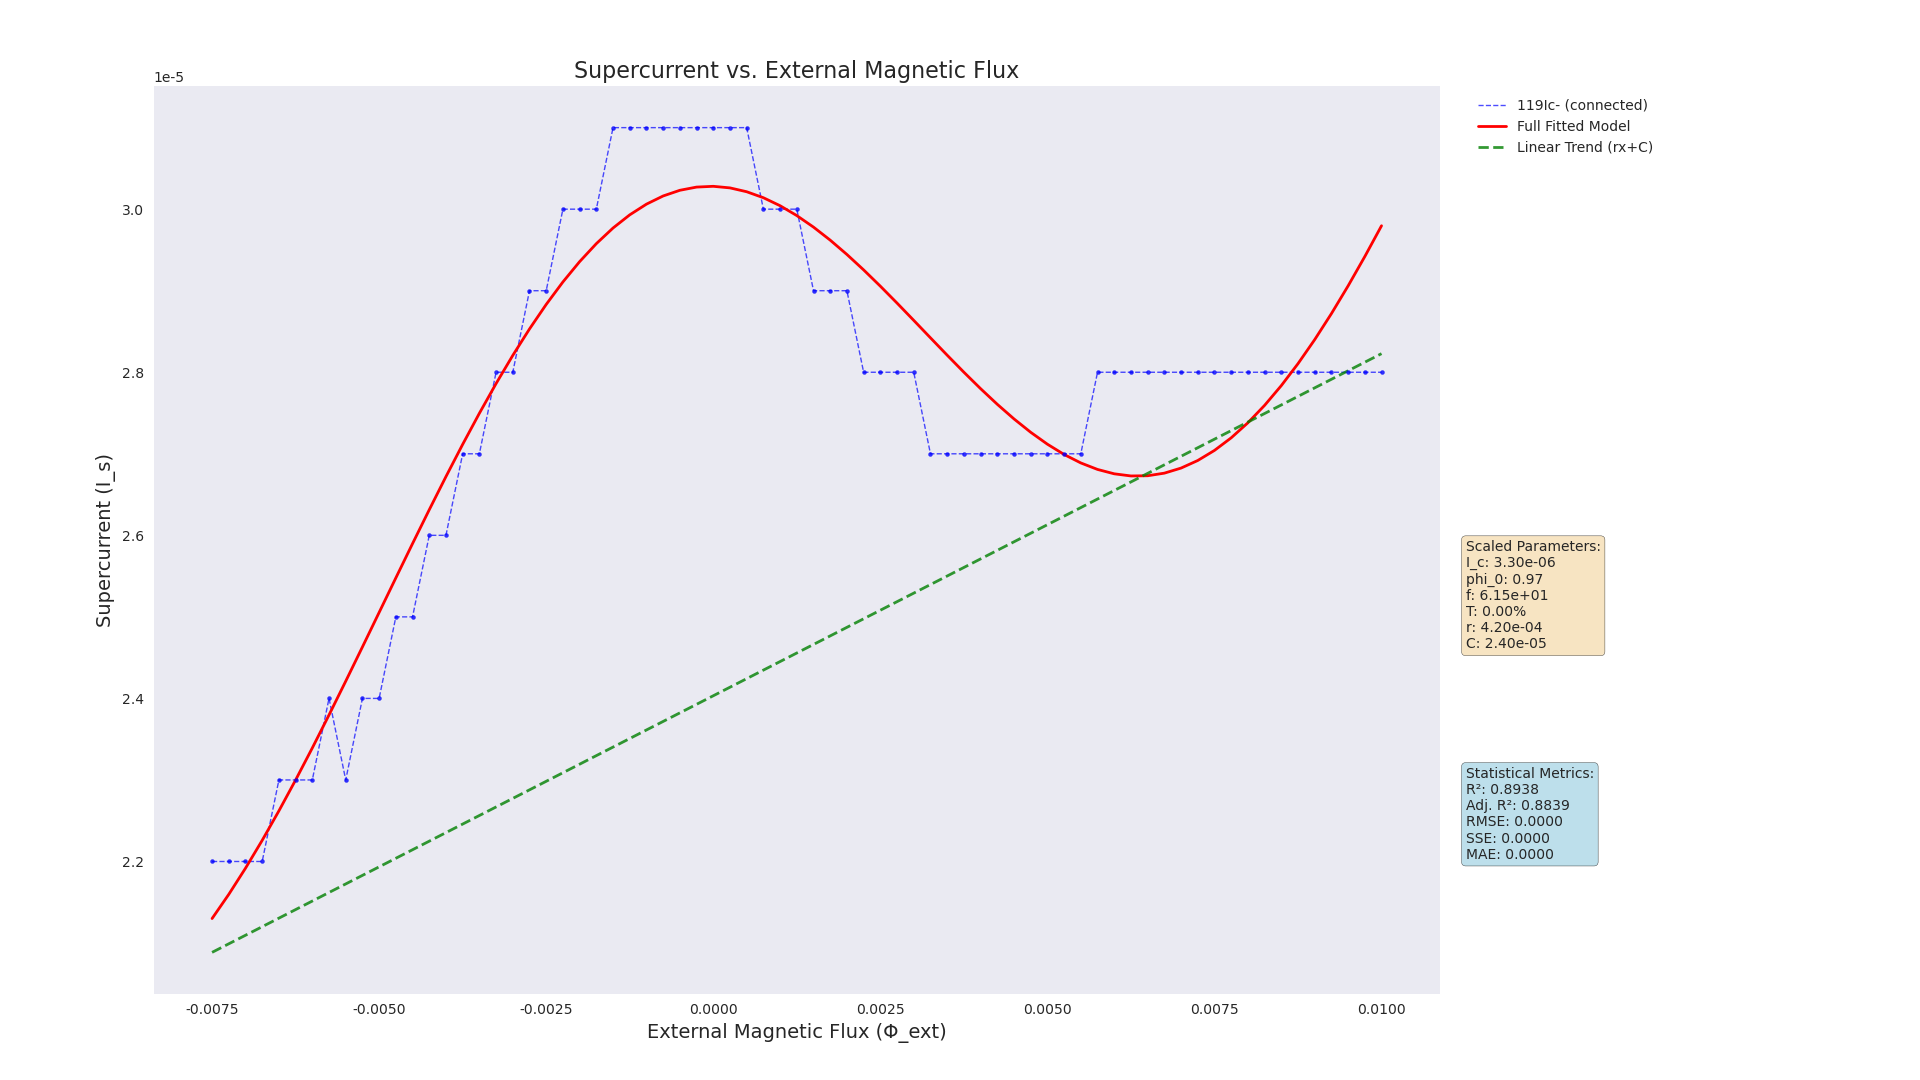 Supercurrent vs. External Magnetic Flux
1e-5
3.0
2.8
2.6
2.4
2.2
Supercurrent (I_s)
-0.0075
-0.0050
-0.0025
0.0000
0.0025
0.0050
0.0075
0.0100
External Magnetic Flux (Φ_ext)
119Ic- (connected)
Full Fitted Model
Linear Trend (rx+C)
Scaled Parameters:
I_c: 3.30e-06
phi_0: 0.97
f: 6.15e+01
T: 0.00%
r: 4.20e-04
C: 2.40e-05
Statistical Metrics:
R²: 0.8938
Adj. R²: 0.8839
RMSE: 0.0000
SSE: 0.0000
MAE: 0.0000